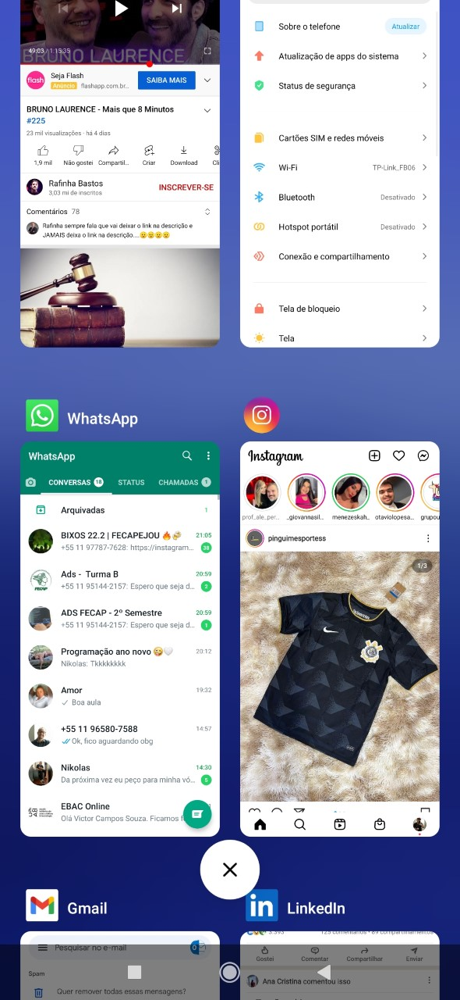 49:03 / 1:15:35
BRUNO LAURENCE
flash
Seja Flash
Anúncio flashapp.com.br...
SAIBA MAIS
BRUNO LAURENCE - Mais que 8 Minutos
#225
23 mil visualizações · há 4 dias
1,9 mil Não gostei Compartil... Criar Download Cli
Rafinha Bastos
3,03 mi de inscritos
INSCREVER-SE
Comentários 78
Rafinha sempre fala que vai deixar o link na descrição e
JAMAIS deixa o link na descrição....😐😐😐😐
Sobre o telefone Atualizar
Atualização de apps do sistema
Status de segurança
Cartões SIM e redes móveis
Wi-Fi TP-Link_FB06
Bluetooth Desativado
Hotspot portátil Desativado
Conexão e compartilhamento
Tela de bloqueio
Tela
WhatsApp
WhatsApp
CONVERSAS 18 STATUS CHAMADAS 1
Arquivadas 1
BIXOS 22.2 | FECAPEJOU 🔥🍻 21:05
+55 11 97787-7628: https://instagram... 38
Ads - Turma B 20:59
+55 11 95144-2157: Espero que seja d... 2
FECAP
ADS FECAP - 2º Semestre 20:59
+55 11 95144-2157: Espero que seja d... 1
Programação ano novo 🥳🤍 20:12
Nikolas: Tkkkkkkkk
Amor 19:32
Boa aula
+55 11 96580-7588 14:57
Ok, fico aguardando obg
Nikolas 14:30
Da próxima vez eu peço para minha vó... 5
EBAC Online
Olá Victor Campos Souza. Ficamos f
Instagram
prof_ale_per... _giovannasil... menezeskah_ otaviolopesa... grupou
pinguimesportess
1/3
Gmail
Pesquisar no e-mail
Spam
Quer remover todas essas mensagens?
LinkedIn
3.393 125 comentários • 89 compartilhamentos
Gostei Comentar Compartilhar Enviar
Ana Cristina comentou isso